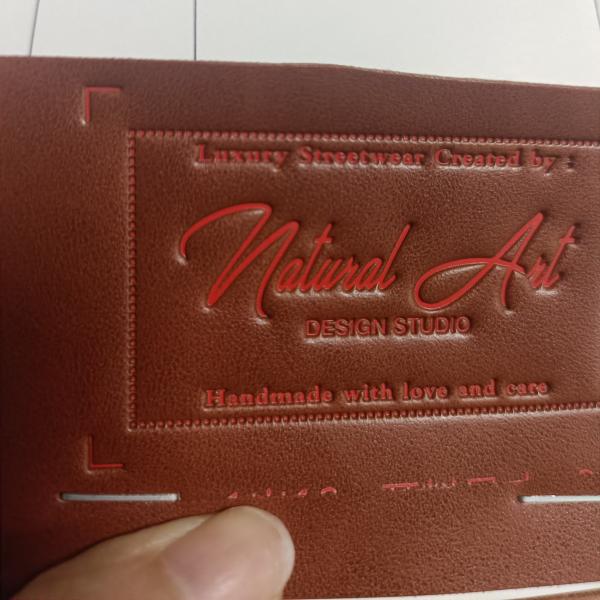 Luxury Streetwear Created by :
Natural Art
DESIGN STUDIO
Handmade with love and care